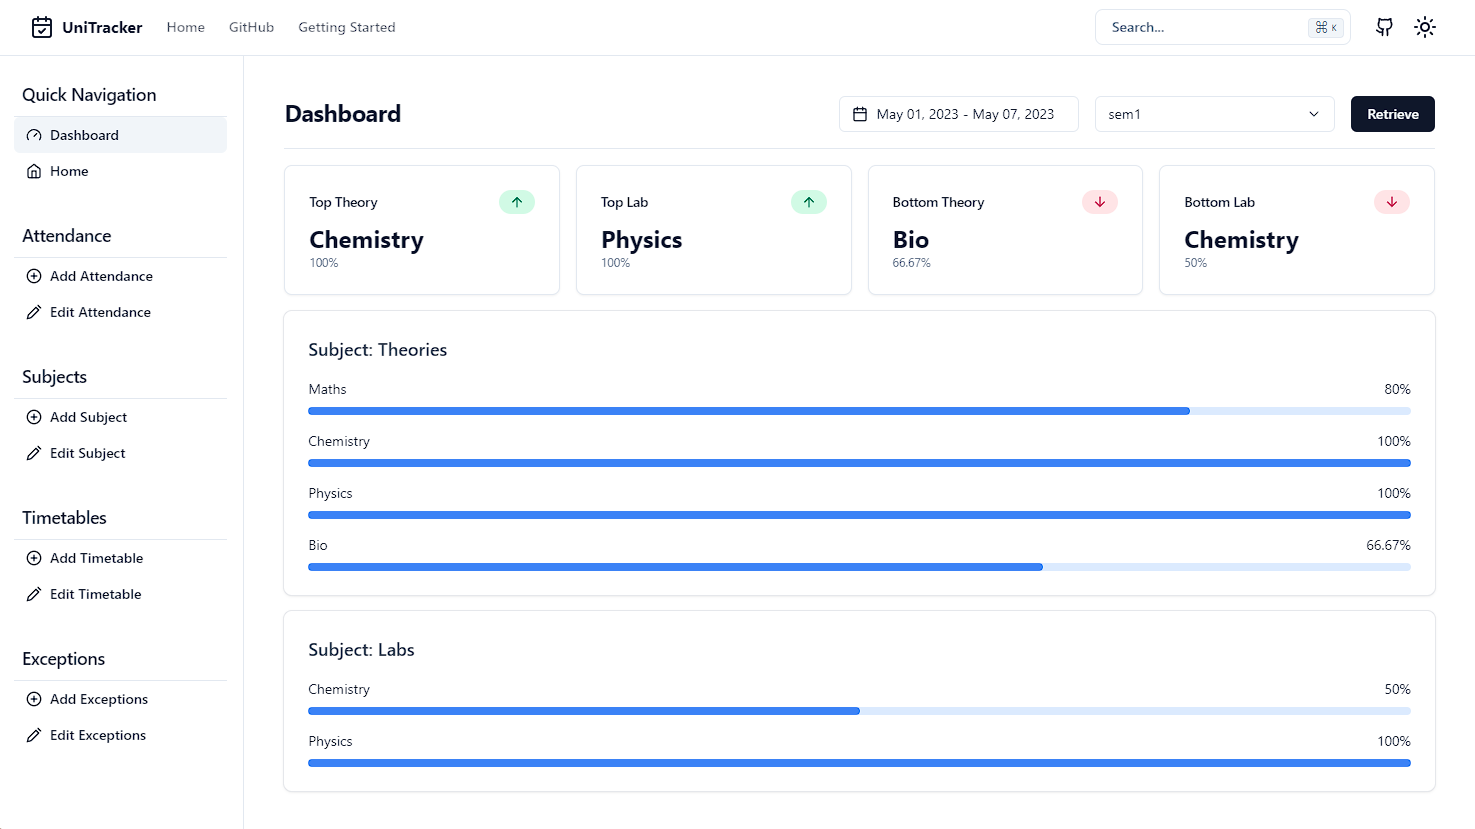 UniTracker Home GitHub Getting Started Search... ⌘ K
Quick Navigation
Dashboard
Home
Attendance
Add Attendance
Edit Attendance
Subjects
Add Subject
Edit Subject
Timetables
Add Timetable
Edit Timetable
Exceptions
Add Exceptions
Edit Exceptions
Dashboard May 01, 2023 - May 07, 2023 sem1 Retrieve
Top Theory
Chemistry
100%
Top Lab
Physics
100%
Bottom Theory
Bio
66.67%
Bottom Lab
Chemistry
50%
Subject: Theories
Maths 80%
Chemistry 100%
Physics 100%
Bio 66.67%
Subject: Labs
Chemistry 50%
Physics 100%